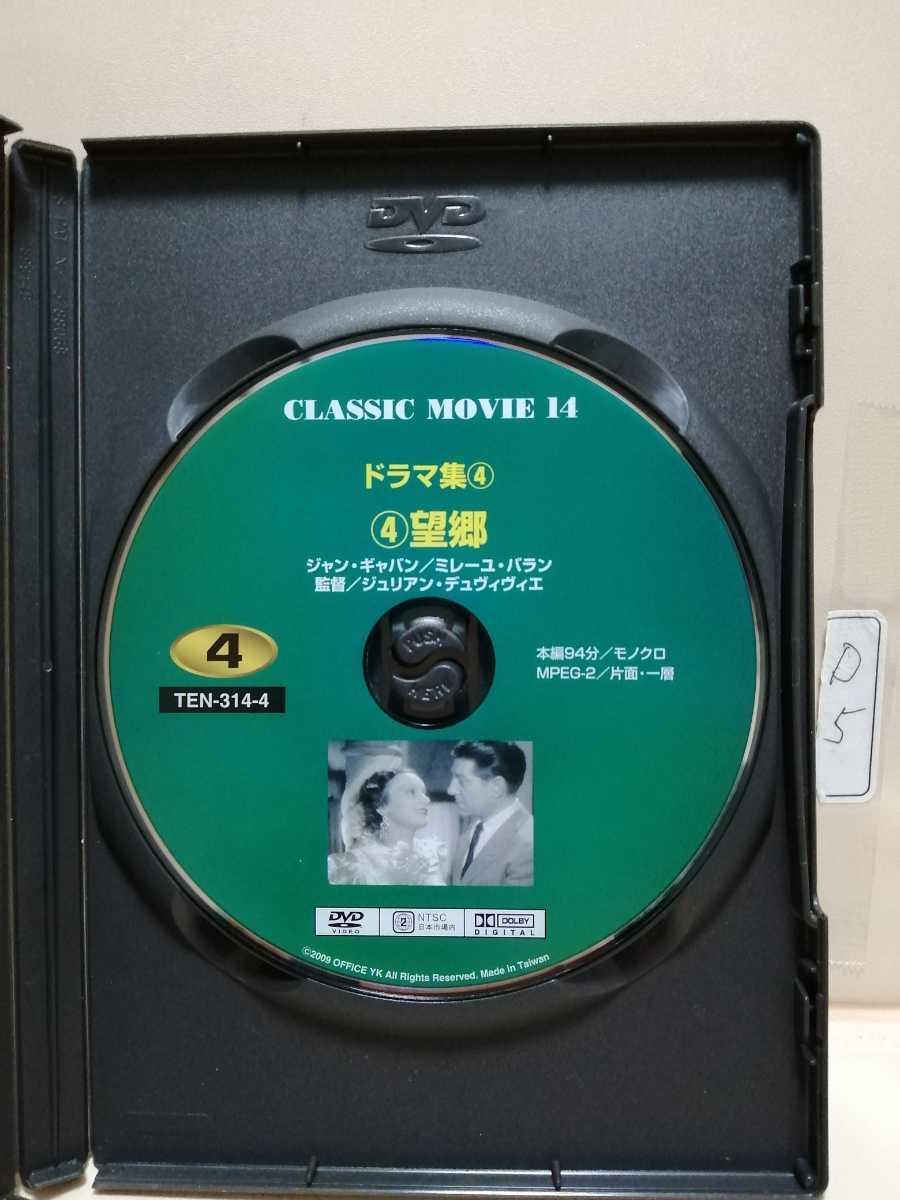 DVD
CLASSIC MOVIE 14
ドラマ集④
④望郷
ジャン・ギャバン／ミレーユ・バラン
監督／ジュリアン・デュヴィヴィエ
PUSH
HERE
4
TEN-314-4
本編94分／モノクロ
MPEG-2／片面・一層
D
5
DVD
VIDEO
2
NTSC
日本市場内
DOLBY
DIGITAL
©2009 OFFICE YK All Rights Reserved. Made in Taiwan